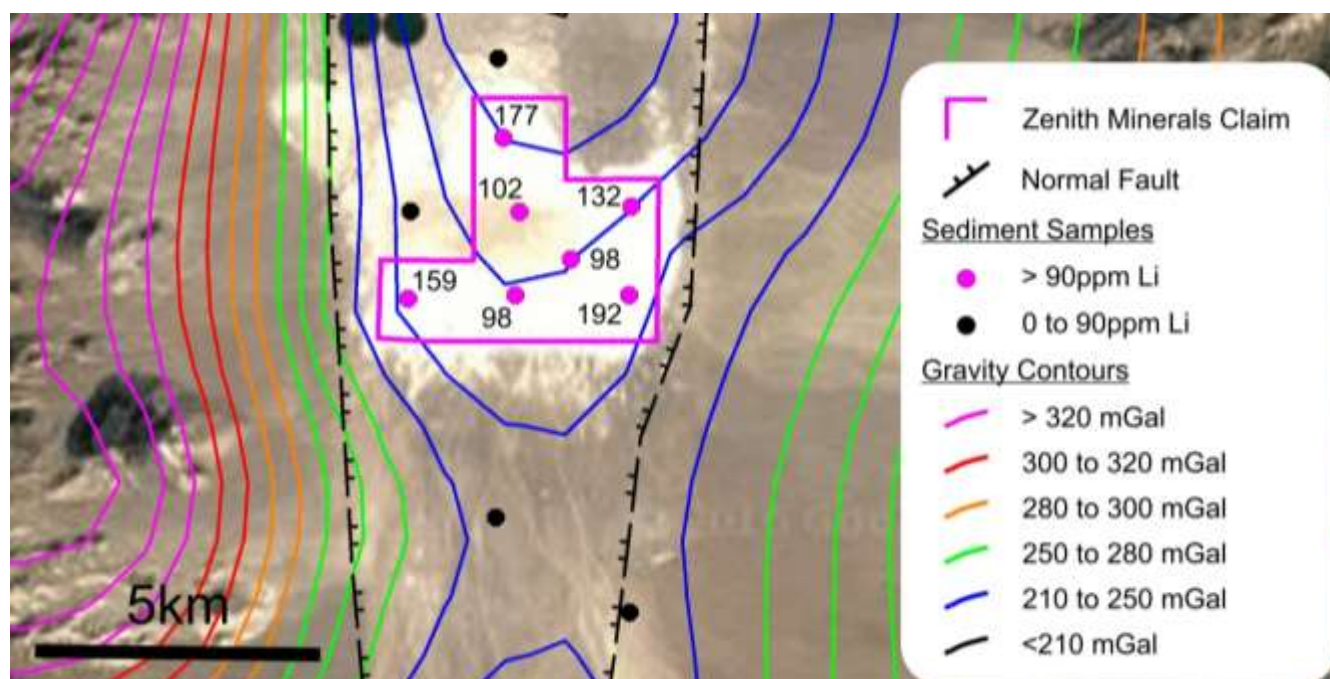 177
102
132
98
159
98
192
5km
Zenith Minerals Claim
Normal Fault
Sediment Samples
> 90ppm Li
0 to 90ppm Li
Gravity Contours
> 320 mGal
300 to 320 mGal
280 to 300 mGal
250 to 280 mGal
210 to 250 mGal
<210 mGal